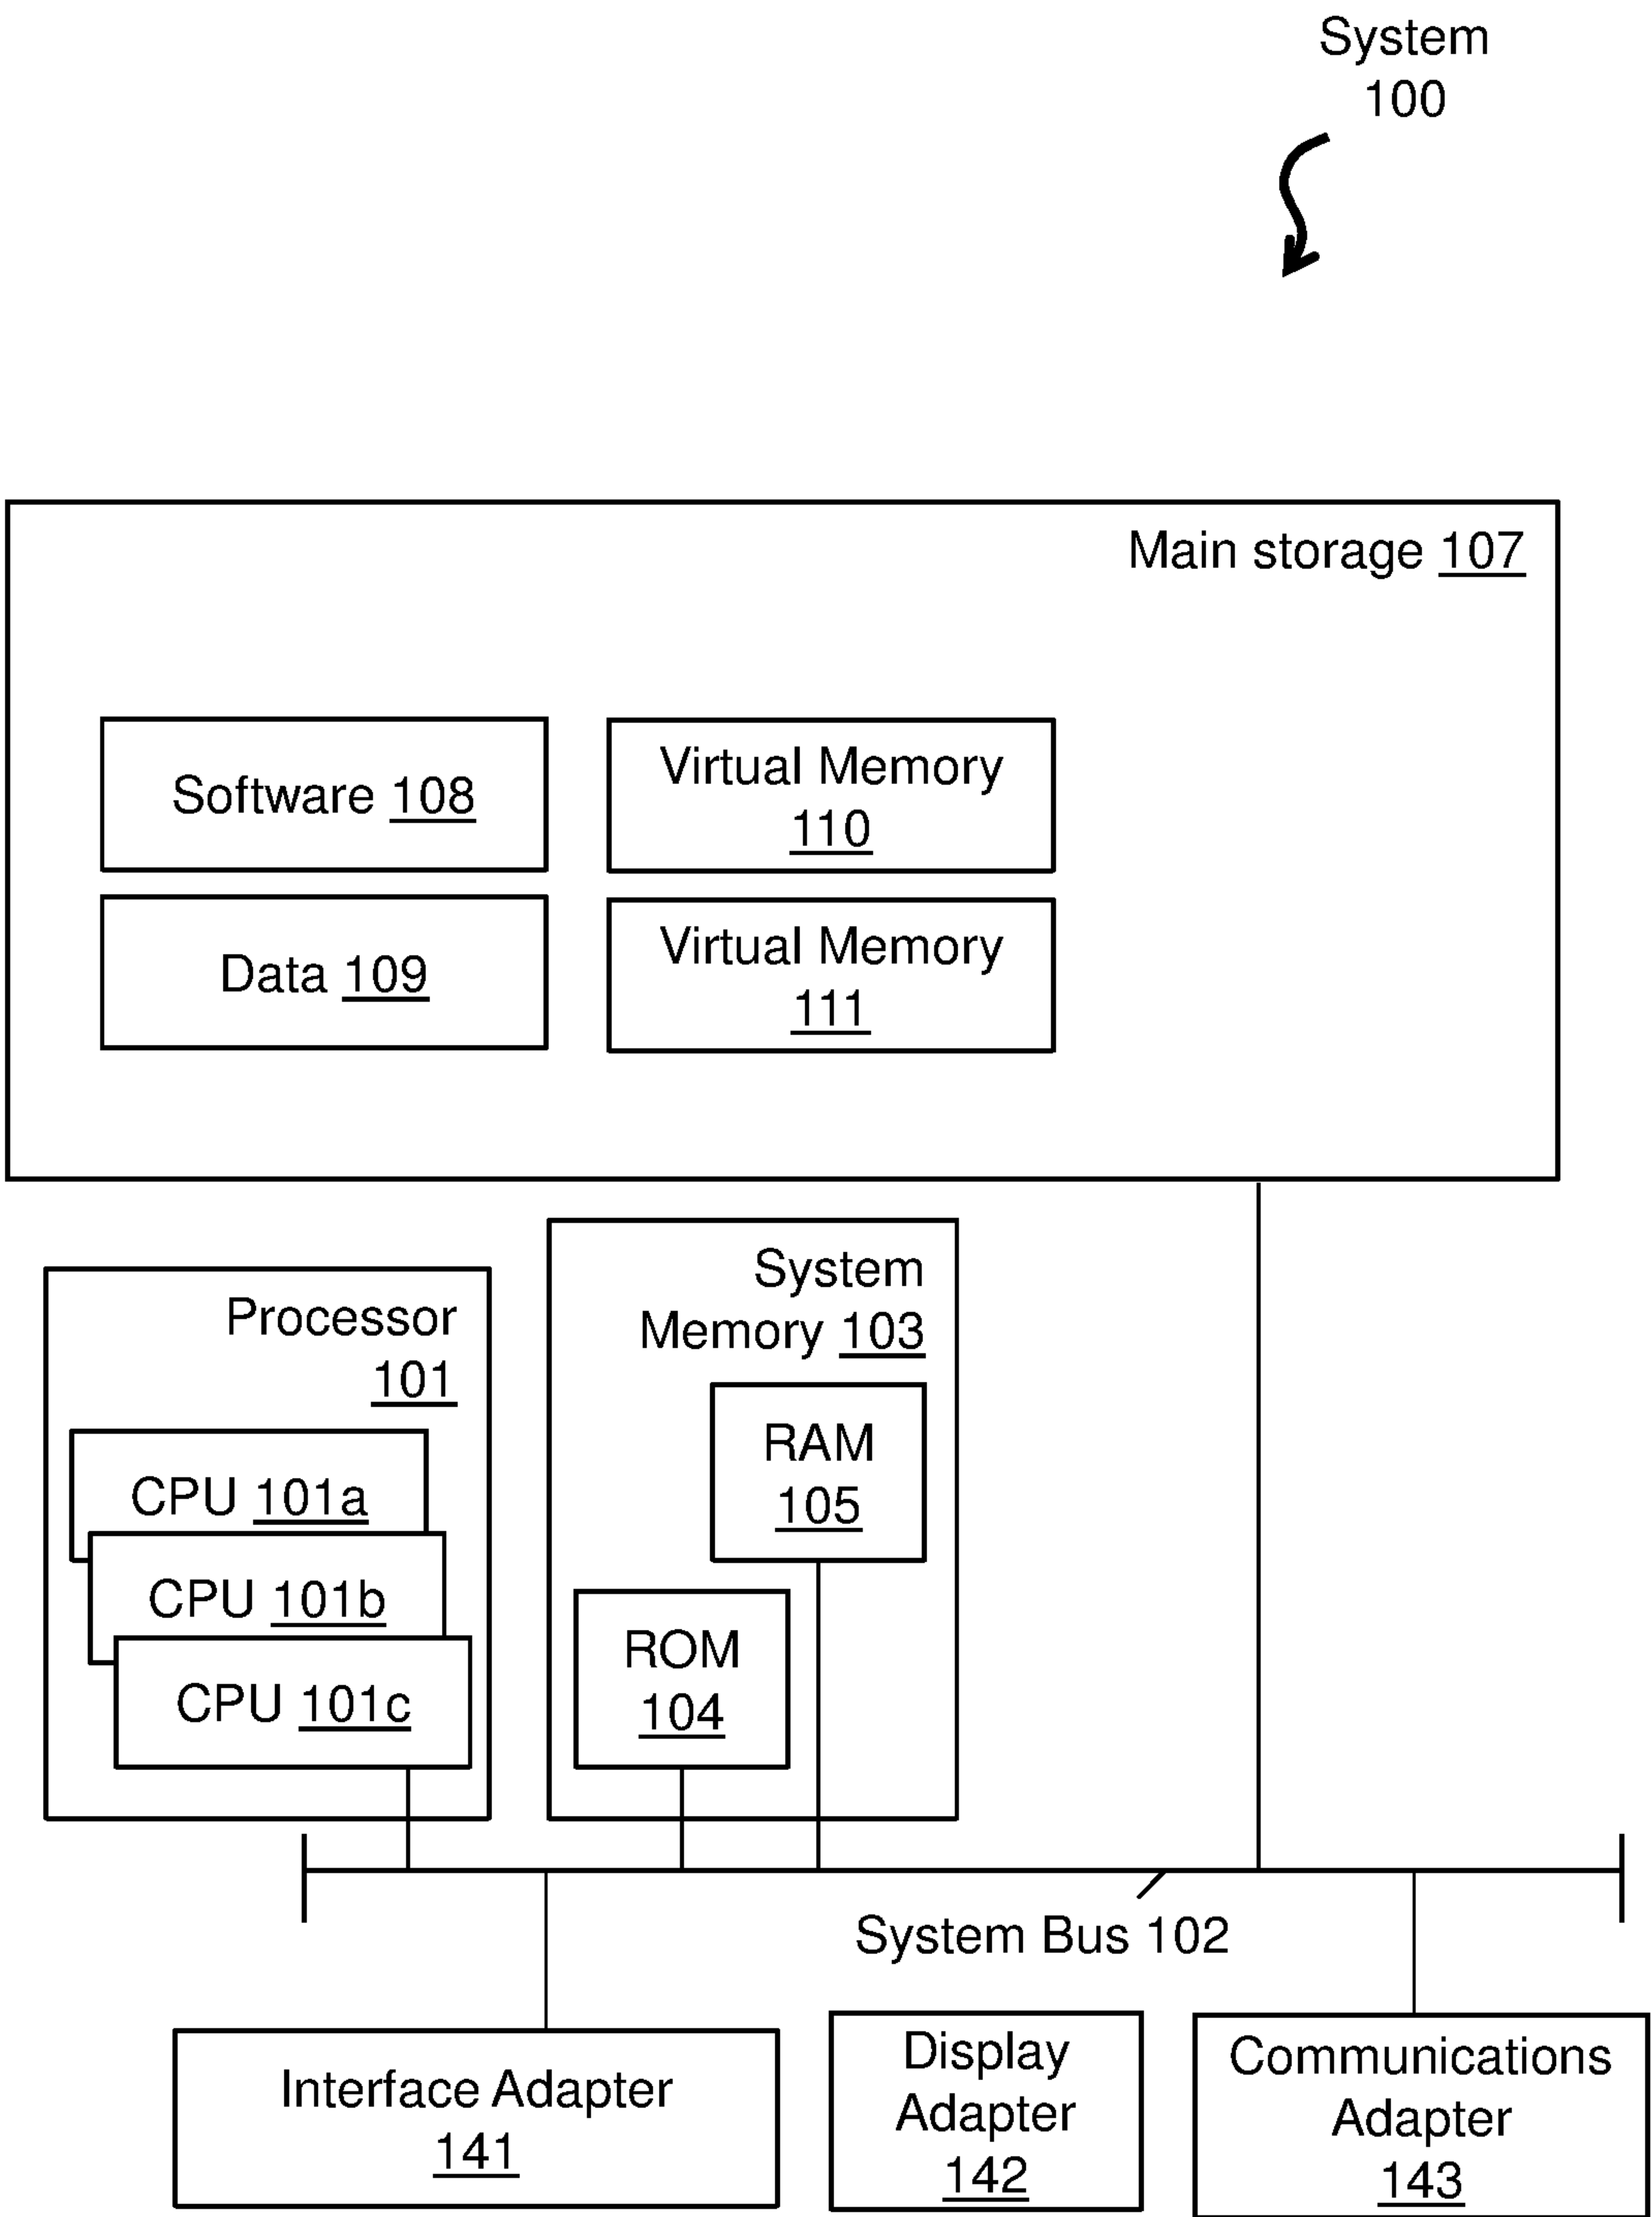 System
100
Main storage 107
Software 108
Virtual Memory
110
Data 109
Virtual Memory
111
Processor
101
CPU 101a
CPU 101b
CPU 101c
System
Memory 103
RAM
105
ROM
104
System Bus 102
Interface Adapter
141
Display
Adapter
142
Communications
Adapter
143